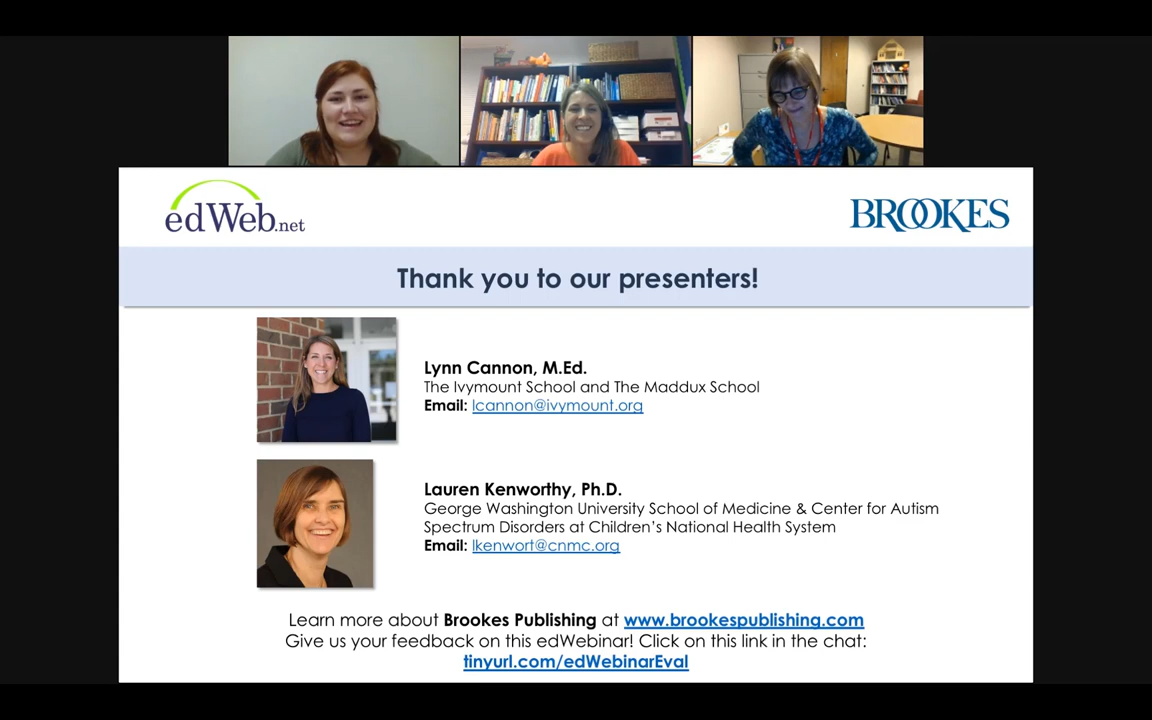 edWeb.net
BROOKES
Thank you to our presenters!
Lynn Cannon, M.Ed.
The Ivymount School and The Maddux School
Email: lcannon@ivymount.org
Lauren Kenworthy, Ph.D.
George Washington University School of Medicine & Center for Autism
Spectrum Disorders at Children's National Health System
Email: lkenwort@cnmc.org
Learn more about Brookes Publishing at www.brookespublishing.com
Give us your feedback on this edWebinar! Click on this link in the chat:
tinyurl.com/edWebinarEval